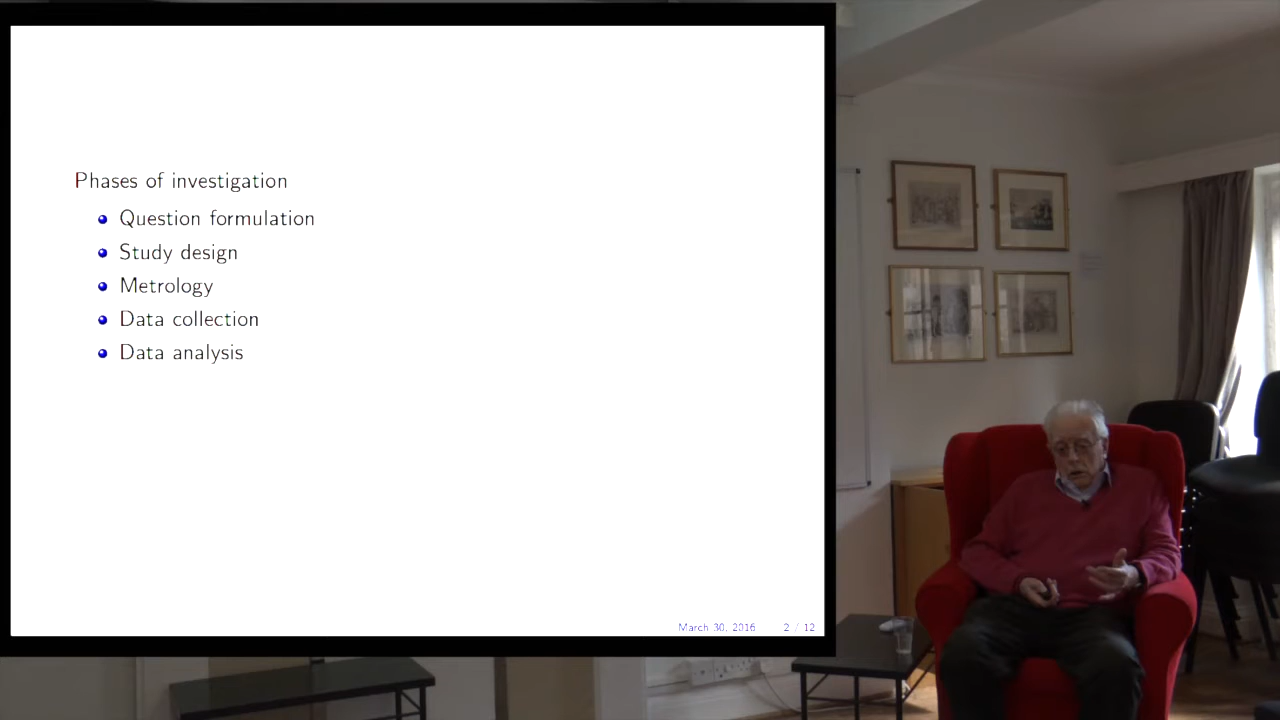 Phases of investigation
Question formulation
Study design
Metrology
Data collection
Data analysis
March 30, 2016 2 / 12